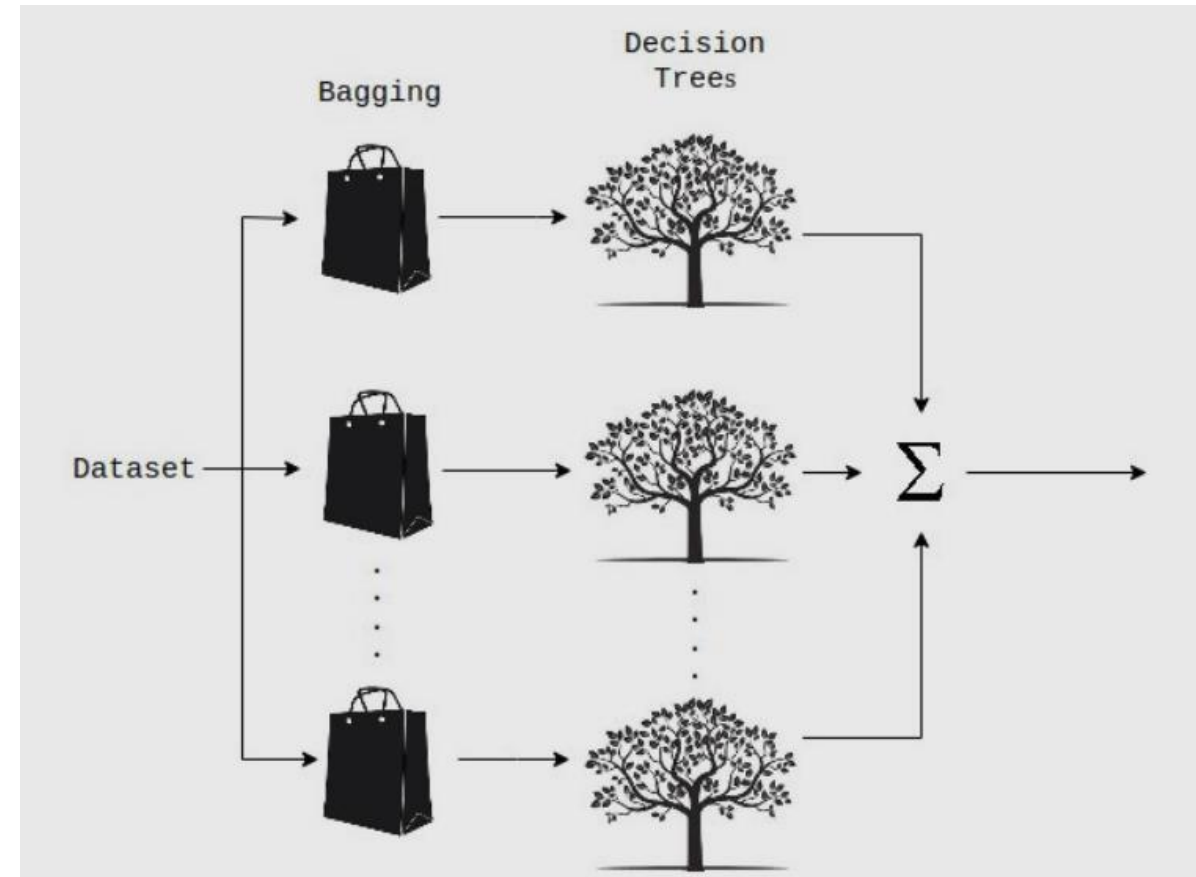 Bagging
Decision
Trees
Dataset
Σ